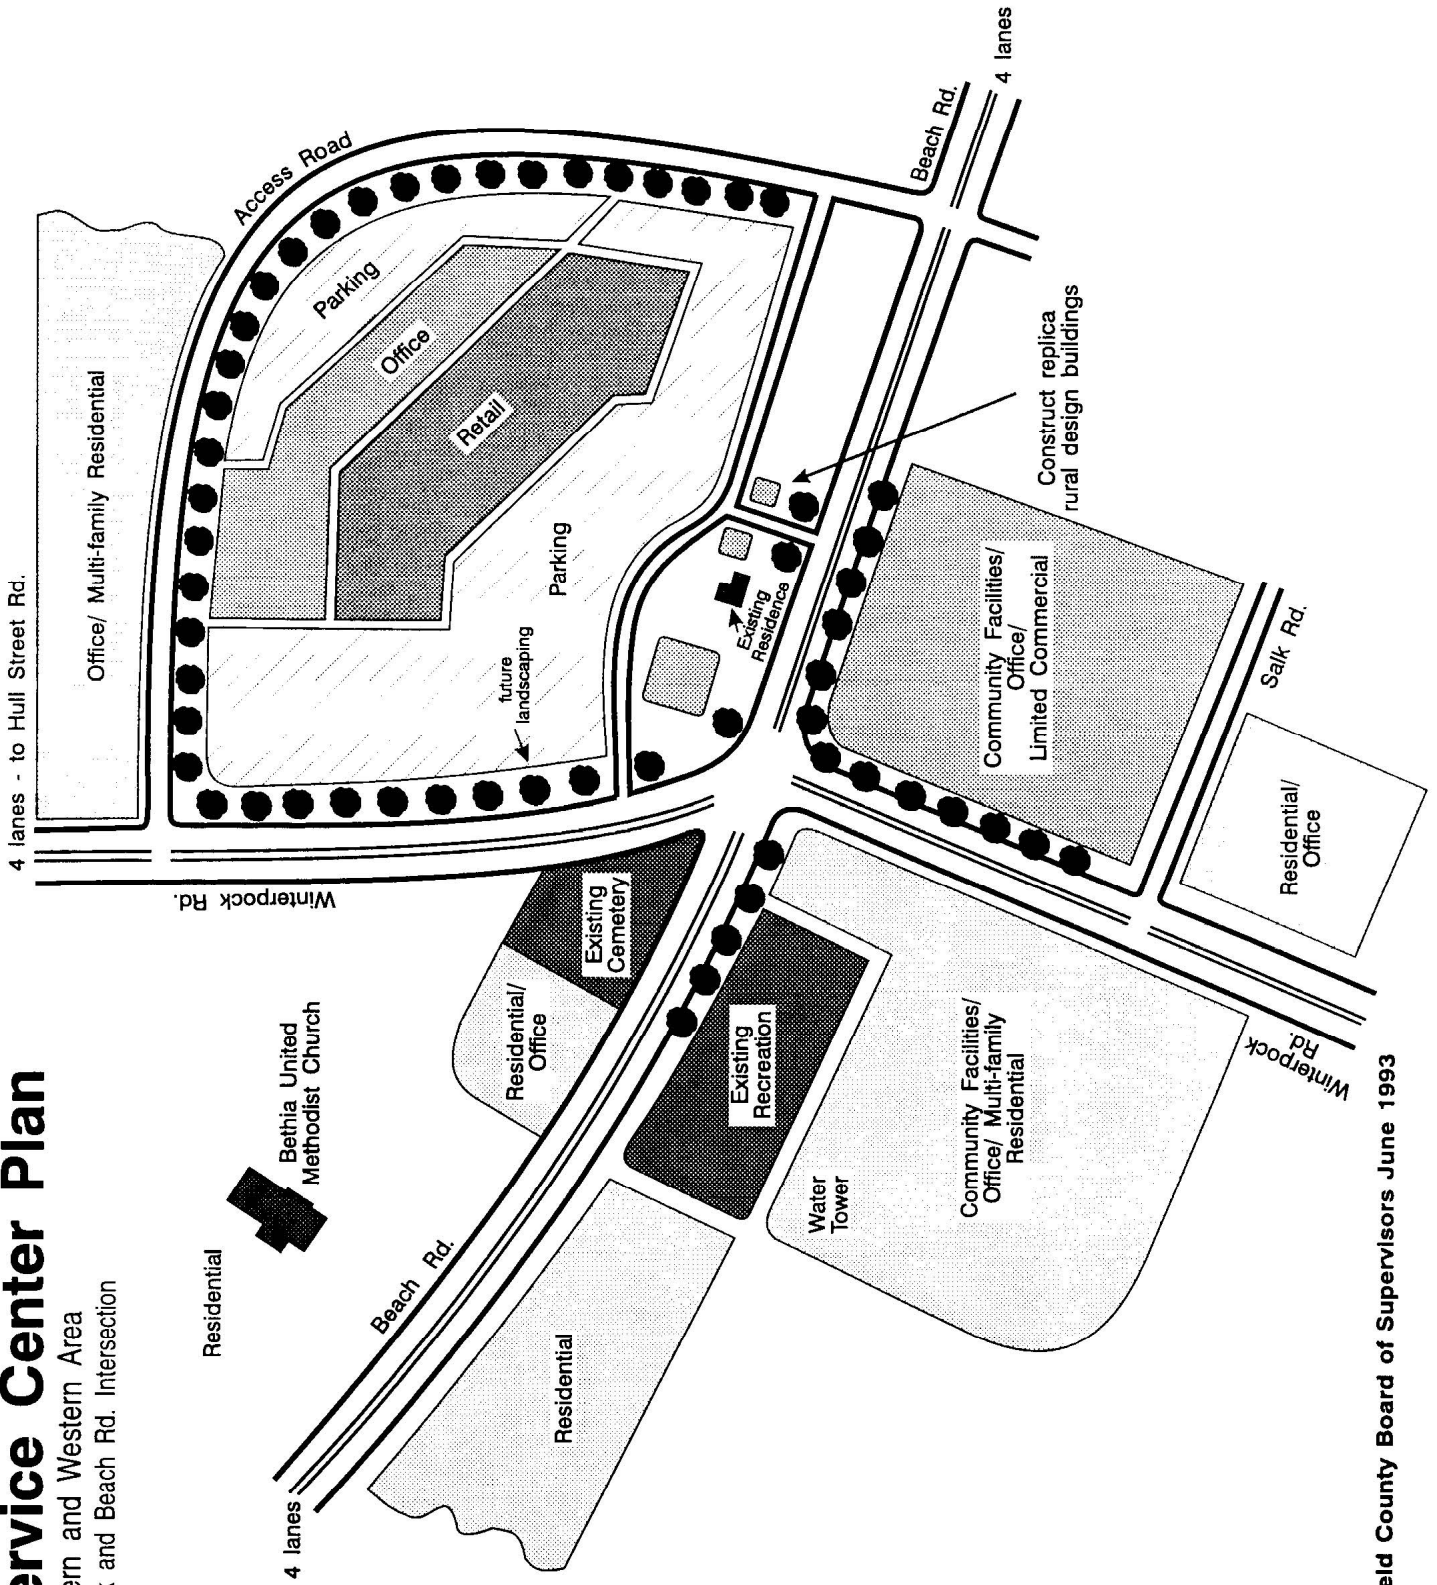 ervice Center Plan
ern and Western Area
and Beach Rd. Intersection
4 lanes - to Hull Street Rd.
Office/ Multi-family Residential
Access Road
Residential
Bethia United
Methodist Church
Winterpock Rd.
Parking
Office
Retail
Parking
future
landscaping
Existing
Residence
Existing
Cemetery
Residential/
Office
Beach Rd.
4 lanes
Residential
Existing
Recreation
Water
Tower
Community Facilities/
Office/ Multi-family
Residential
Community Facilities/
Office/
Limited Commercial
Construct replica
rural design buildings
Beach Rd.
4 lanes
Salk Rd.
Residential/
Office
Winterpock
Rd.
eld County Board of Supervisors June 1993